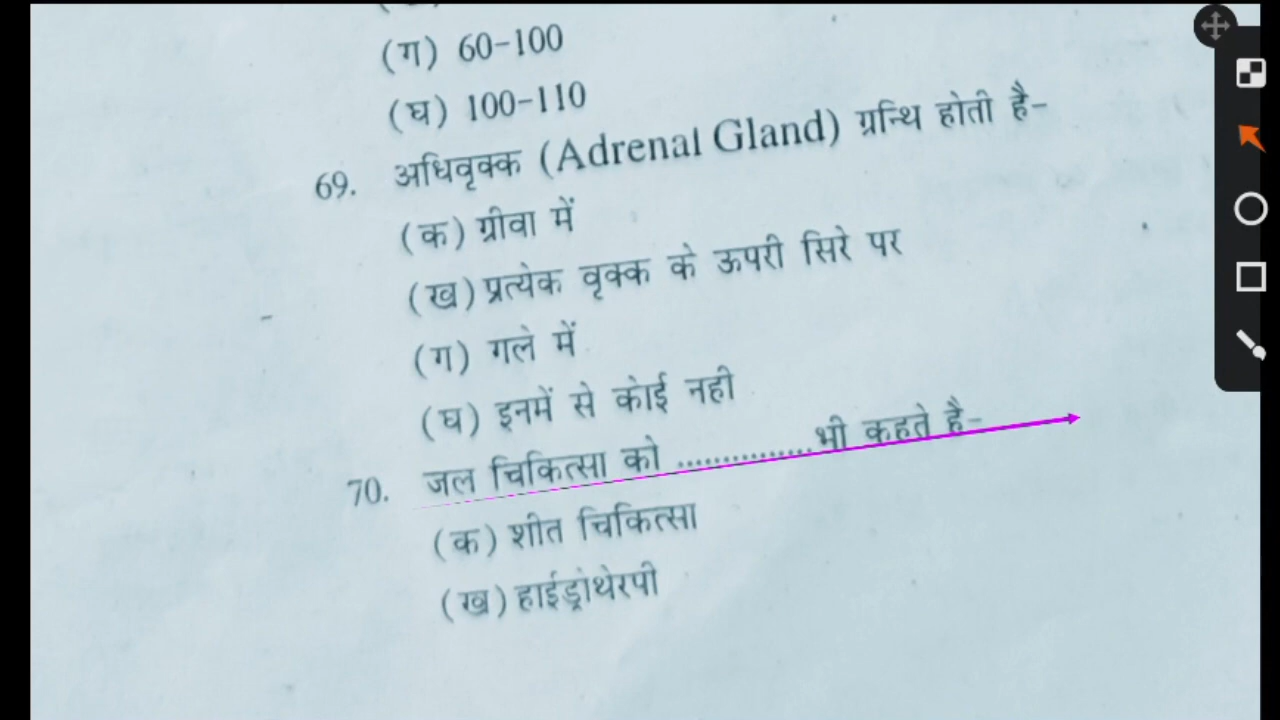 (ग) 60-100
(घ) 100-110
69. अधिवृक्क (Adrenal Gland) ग्रन्थि होती है-
(क) ग्रीवा में
(ख) प्रत्येक वृक्क के ऊपरी सिरे पर
(ग) गले में
(घ) इनमें से कोई नही
70. जल चिकित्सा को ............... भी कहते है-
(क) शीत चिकित्सा
(ख) हाईड्रोथेरपी